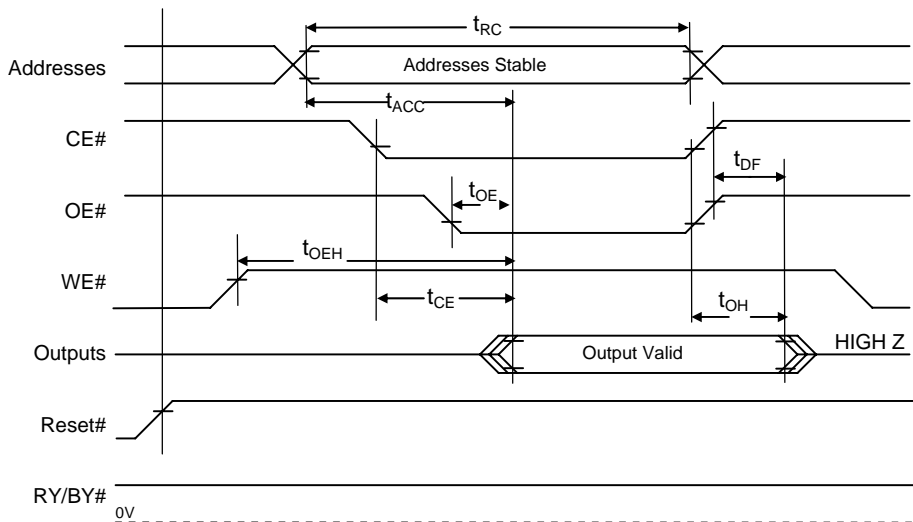 tRC
Addresses
Addresses Stable
tACC
CE#
tDF
OE#
tOE
tOEH
WE#
tCE
tOH
Outputs
Output Valid
HIGH Z
Reset#
RY/BY#
0V